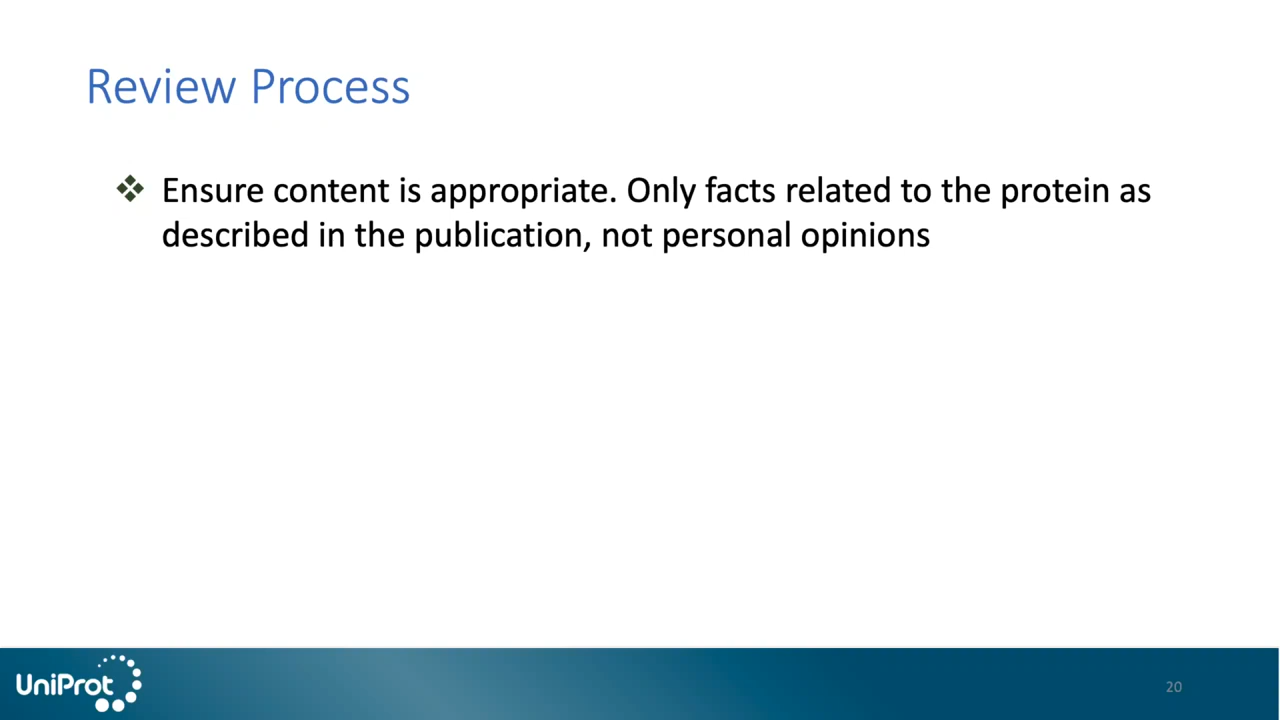 Review Process
Ensure content is appropriate. Only facts related to the protein as
described in the publication, not personal opinions
UniProt
20